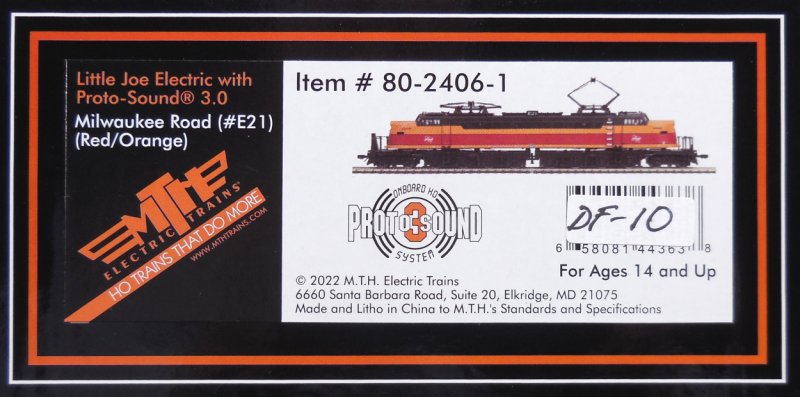 Little Joe Electric with
Proto-Sound® 3.0
Milwaukee Road (#E21)
(Red/Orange)
MTH
ELECTRIC TRAINS®
HO TRAINS THAT DO MORE
WWW.MTHTRAINS.COM
Item # 80-2406-1
ONBOARD HO
PROTO 3 SOUND
SYSTEM
DF-10
6 58081 44363 8
For Ages 14 and Up
© 2022 M.T.H. Electric Trains
6660 Santa Barbara Road, Suite 20, Elkridge, MD 21075
Made and Litho in China to M.T.H.'s Standards and Specifications